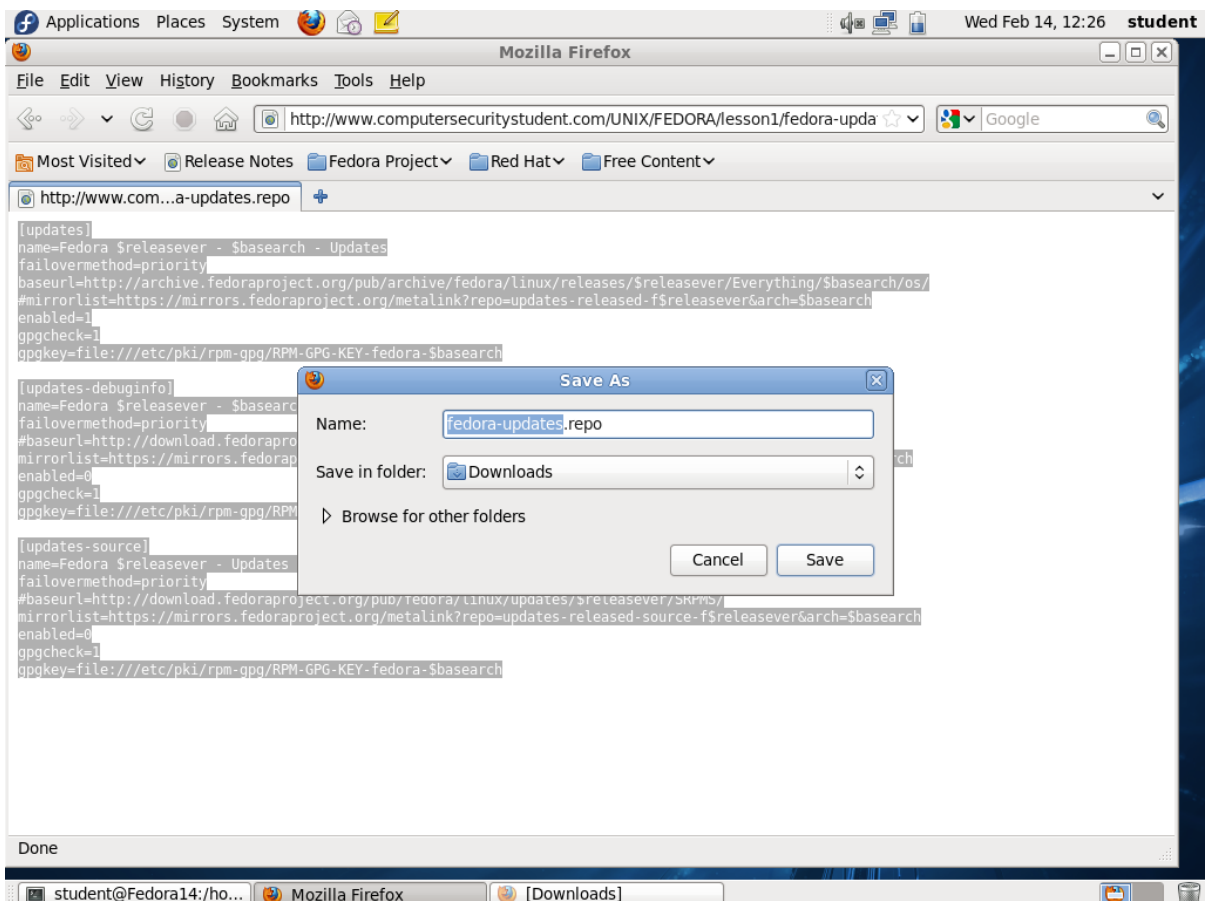 Applications Places System Wed Feb 14, 12:26 student
Mozilla Firefox
File Edit View History Bookmarks Tools Help
http://www.computersecuritystudent.com/UNIX/FEDORA/lesson1/fedora-upda Google
Most Visited Release Notes Fedora Project Red Hat Free Content
http://www.com...a-updates.repo
[updates]
name=Fedora $releasever - $basearch - Updates
failovermethod=priority
baseurl=http://archive.fedoraproject.org/pub/archive/fedora/linux/releases/$releasever/Everything/$basearch/os/
#mirrorlist=https://mirrors.fedoraproject.org/metalink?repo=updates-released-f$releasever&arch=$basearch
enabled=1
gpgcheck=1
gpgkey=file:///etc/pki/rpm-gpg/RPM-GPG-KEY-fedora-$basearch
[updates-debuginfo]
name=Fedora $releasever - $basearc
failovermethod=priority
#baseurl=http://download.fedorapro
mirrorlist=https://mirrors.fedorap ch
enabled=0
gpgcheck=1
gpgkey=file:///etc/pki/rpm-gpg/RPM
[updates-source]
name=Fedora $releasever - Updates
failovermethod=priority
#baseurl=http://download.fedoraproject.org/pub/fedora/linux/updates/$releasever/SRPMS/
mirrorlist=https://mirrors.fedoraproject.org/metalink?repo=updates-released-source-f$releasever&arch=$basearch
enabled=0
gpgcheck=1
gpgkey=file:///etc/pki/rpm-gpg/RPM-GPG-KEY-fedora-$basearch
Save As
Name: fedora-updates.repo
Save in folder: Downloads
Browse for other folders
Cancel Save
Done
student@Fedora14:/ho... Mozilla Firefox [Downloads]